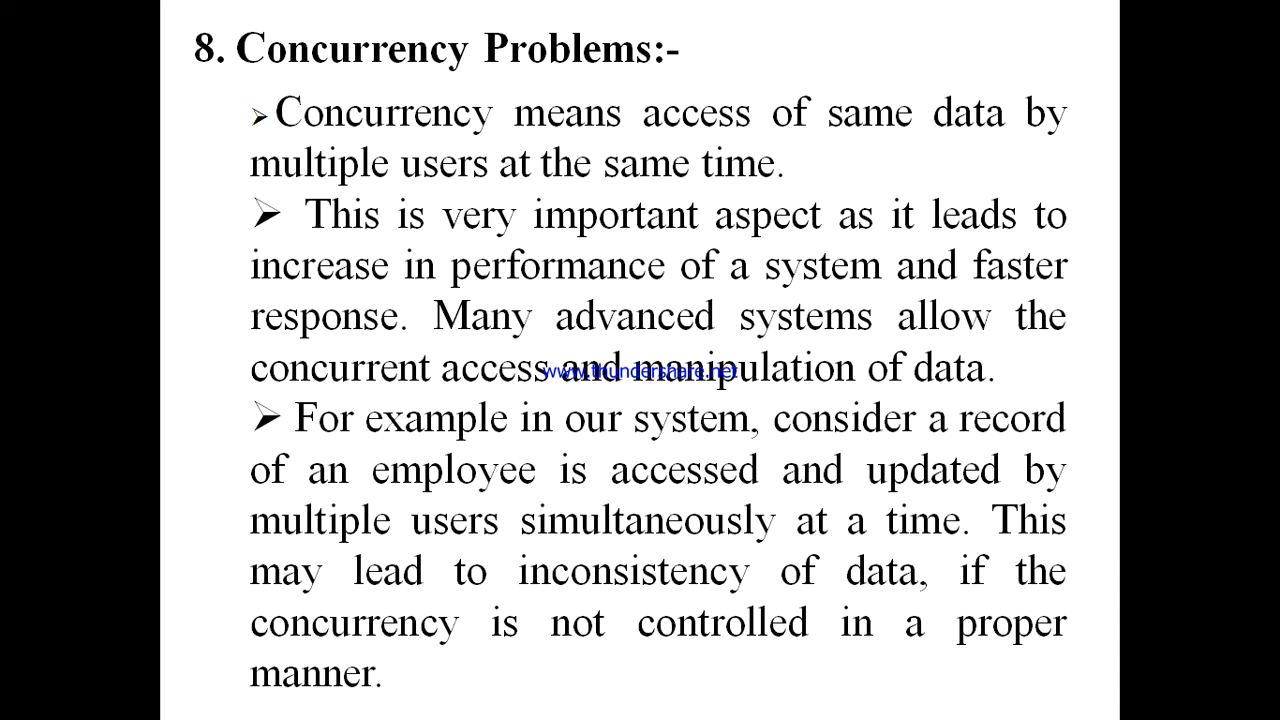 8. Concurrency Problems:-
➢ Concurrency means access of same data by
multiple users at the same time.
➢ This is very important aspect as it leads to
increase in performance of a system and faster
response. Many advanced systems allow the
concurrent access and manipulation of data.
www.thundershare.net
➢ For example in our system, consider a record
of an employee is accessed and updated by
multiple users simultaneously at a time. This
may lead to inconsistency of data, if the
concurrency is not controlled in a proper
manner.